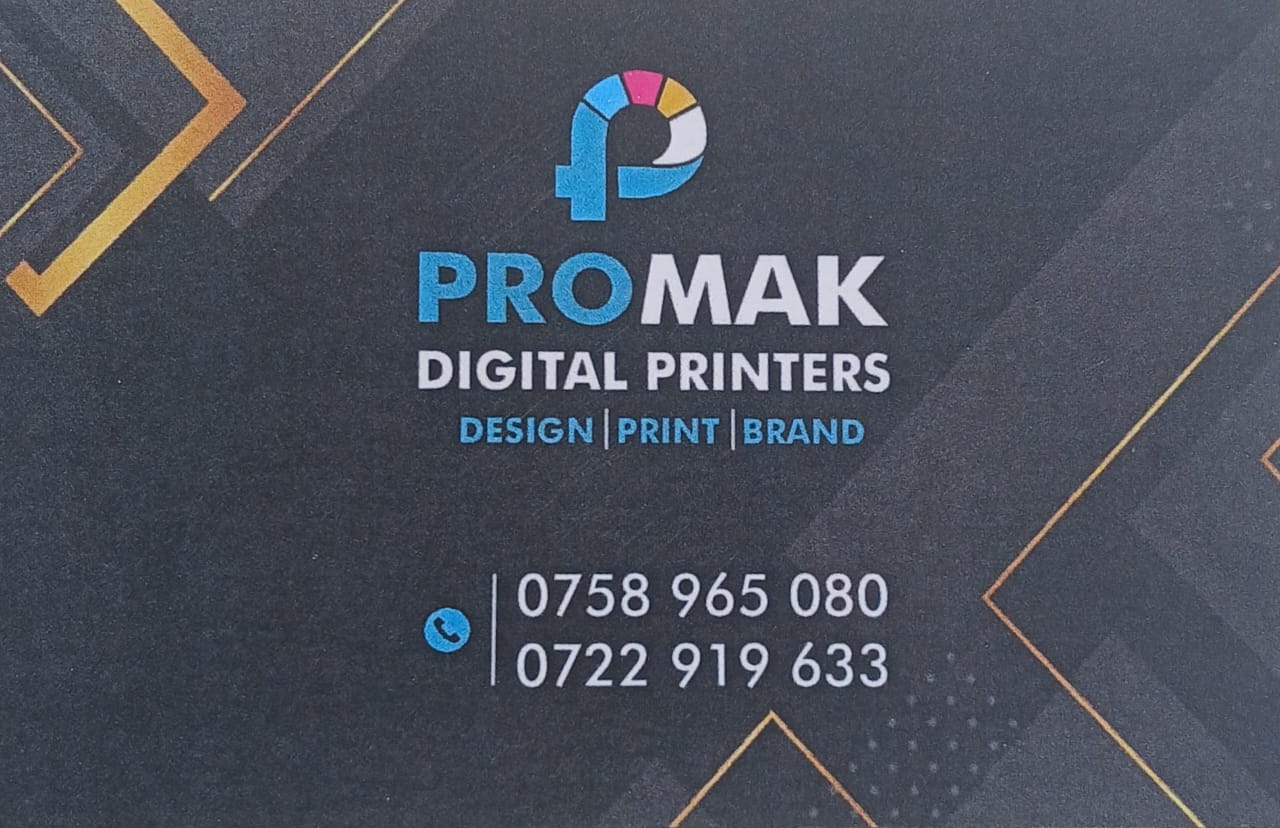 PROMAK
DIGITAL PRINTERS
DESIGN|PRINT|BRAND
0758 965 080
0722 919 633